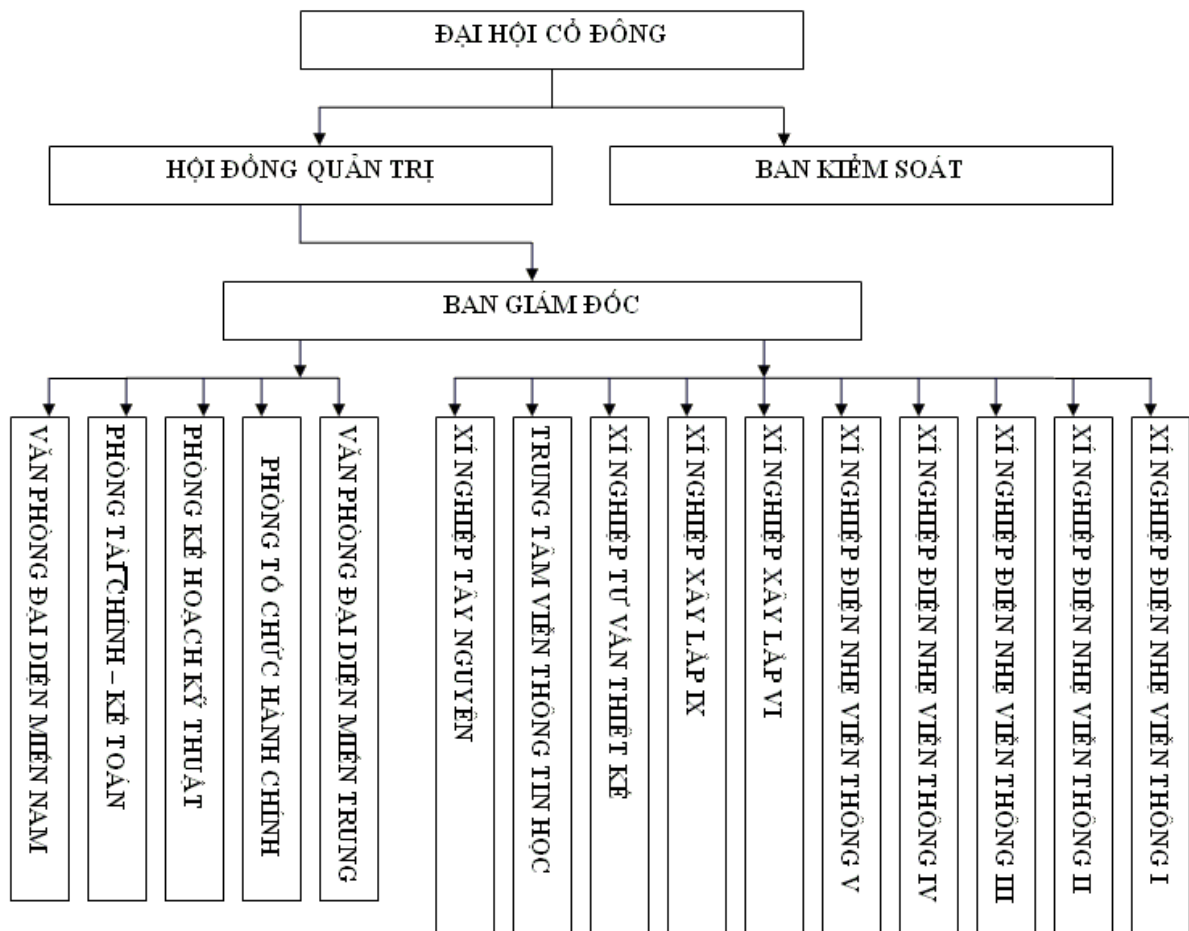 ĐẠI HỘI CỔ ĐÔNG
HỘI ĐỒNG QUẢN TRỊ
BAN KIỂM SOÁT
BAN GIÁM ĐỐC
VĂN PHÒNG ĐẠI DIỆN MIỀN NAM
PHÒNG TÀI CHÍNH – KẾ TOÁN
PHÒNG KẾ HOẠCH KỸ THUẬT
PHÒNG TỔ CHỨC HÀNH CHÍNH
VĂN PHÒNG ĐẠI DIỆN MIỀN TRUNG
XÍ NGHIỆP TÂY NGUYÊN
TRUNG TÂM VIỄN THÔNG TIN HỌC
XÍ NGHIỆP TƯ VẤN THIẾT KẾ
XÍ NGHIỆP XÂY LẮP IX
XÍ NGHIỆP XÂY LẮP VI
XÍ NGHIỆP ĐIỆN NHẸ VIỄN THÔNG V
XÍ NGHIỆP ĐIỆN NHẸ VIỄN THÔNG IV
XÍ NGHIỆP ĐIỆN NHẸ VIỄN THÔNG III
XÍ NGHIỆP ĐIỆN NHẸ VIỄN THÔNG II
XÍ NGHIỆP ĐIỆN NHẸ VIỄN THÔNG I